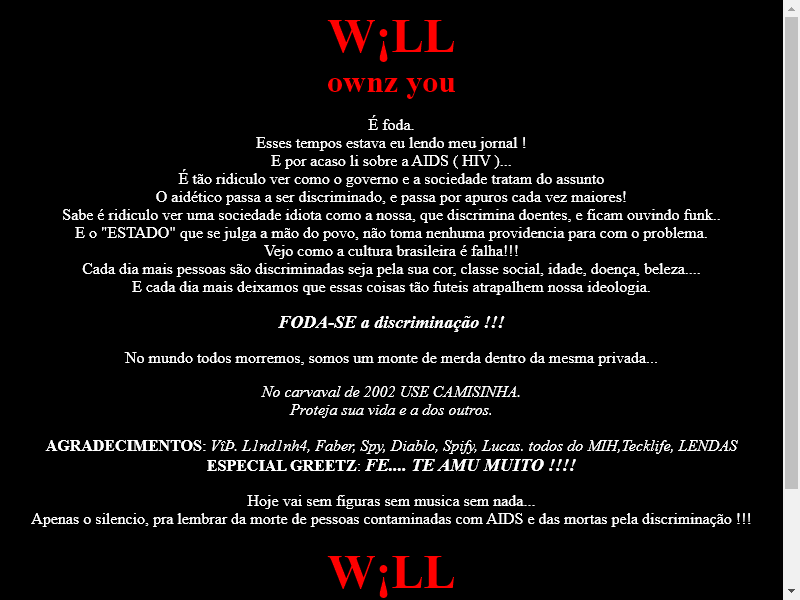 W¡LL
ownz you
É foda.
Esses tempos estava eu lendo meu jornal !
E por acaso li sobre a AIDS ( HIV )...
É tão ridiculo ver como o governo e a sociedade tratam do assunto
O aidético passa a ser discriminado, e passa por apuros cada vez maiores!
Sabe é ridiculo ver uma sociedade idiota como a nossa, que discrimina doentes, e ficam ouvindo funk..
E o "ESTADO" que se julga a mão do povo, não toma nenhuma providencia para com o problema.
Vejo como a cultura brasileira é falha!!!
Cada dia mais pessoas são discriminadas seja pela sua cor, classe social, idade, doença, beleza....
E cada dia mais deixamos que essas coisas tão futeis atrapalhem nossa ideologia.
FODA-SE a discriminação !!!
No mundo todos morremos, somos um monte de merda dentro da mesma privada...
No carvaval de 2002 USE CAMISINHA.
Proteja sua vida e a dos outros.
AGRADECIMENTOS: VîÞ. L1nd1nh4, Faber, Spy, Diablo, Spify, Lucas. todos do MIH,Tecklife, LENDAS
ESPECIAL GREETZ: FE.... TE AMU MUITO !!!!
Hoje vai sem figuras sem musica sem nada...
Apenas o silencio, pra lembrar da morte de pessoas contaminadas com AIDS e das mortas pela discriminação !!!
W¡LL